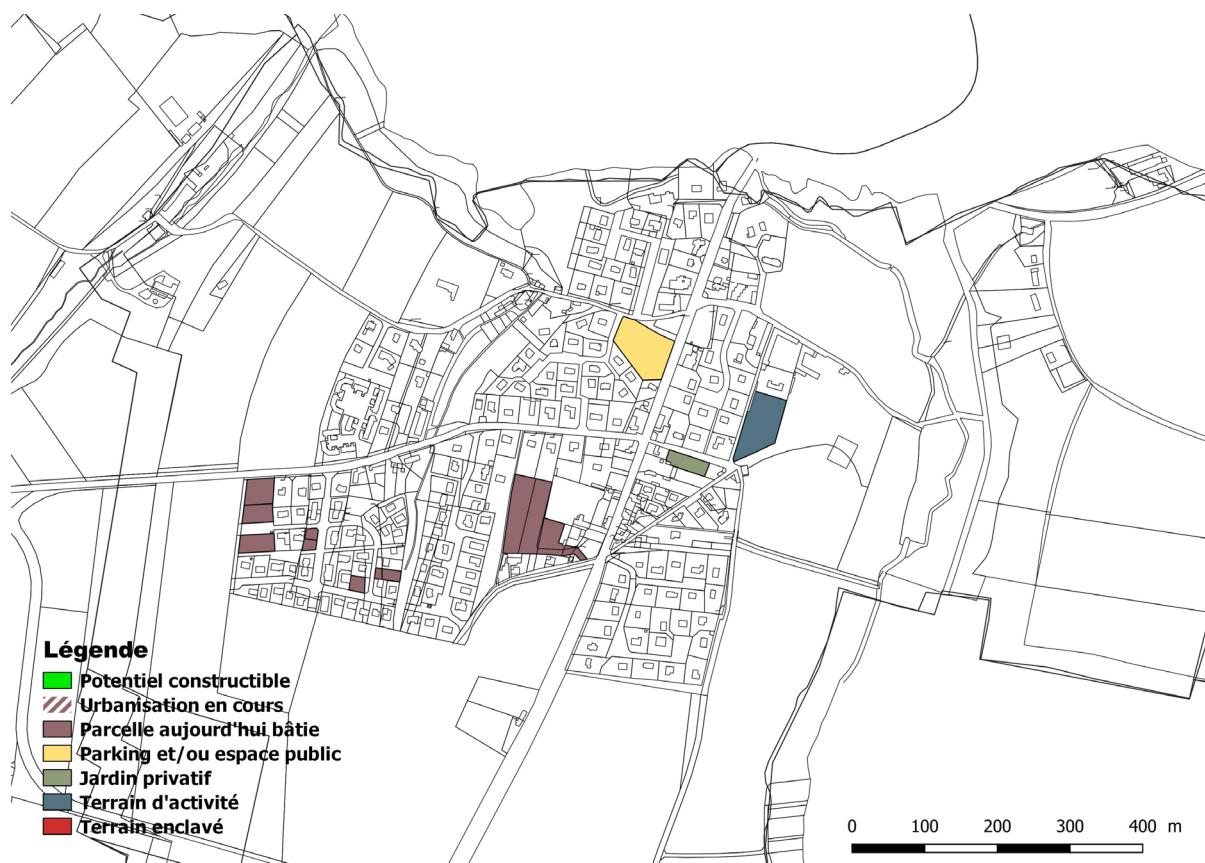 Légende
Potentiel constructible
Urbanisation en cours
Parcelle aujourd'hui bâtie
Parking et/ou espace public
Jardin privatif
Terrain d'activité
Terrain enclavé
0 100 200 300 400 m